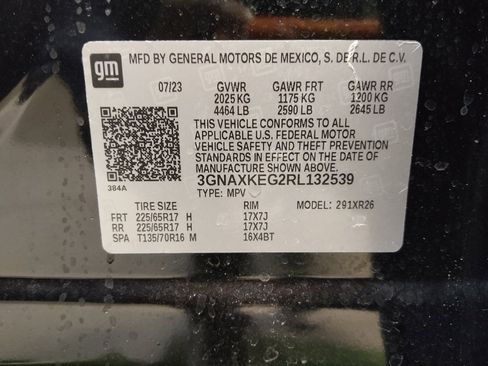 gm
MFD BY GENERAL MOTORS DE MEXICO, S. DE R.L. DE C.V.
07/23 GVWR GAWR FRT GAWR RR
2025 KG 1175 KG 1200 KG
4464 LB 2590 LB 2645 LB
THIS VEHICLE CONFORMS TO ALL
APPLICABLE U.S. FEDERAL MOTOR
VEHICLE SAFETY AND THEFT PREVENTION
STANDARDS IN EFFECT ON THE DATE OF
MANUFACTURE SHOWN ABOVE.
384A
3GNAXKEG2RL132539
TYPE: MPV
TIRE SIZE RIM MODEL: 291XR26
FRT 225/65R17 H 17X7J
RR 225/65R17 H 17X7J
SPA T135/70R16 M 16X4BT